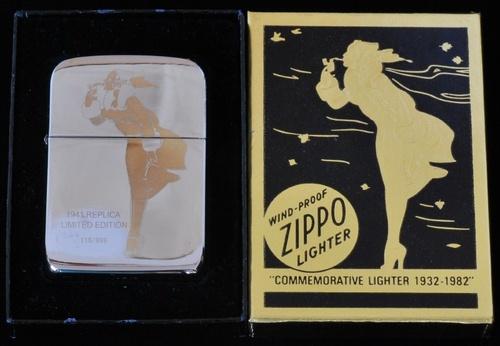 1941 REPLICA
LIMITED EDITION
WIND-PROOF
ZIPPO
LIGHTER
"COMMEMORATIVE LIGHTER 1932-1982"